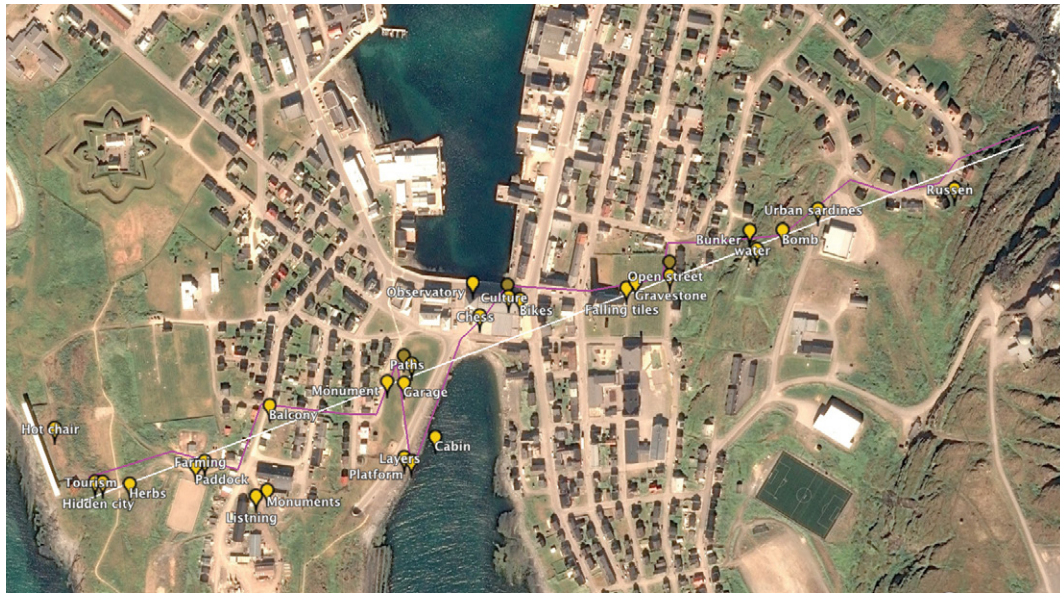 Russen
Urban sardines
Bunker
Bomb
water
Open street
Observatory
Culture
Gravestone
Bikes
Falling tiles
Chess
Paths
Monument
Garage
Balcony
Hot chair
Cabin
Layers
Farming
Platform
Paddock
Tourism
Herbs
Hidden city
Monuments
Listning